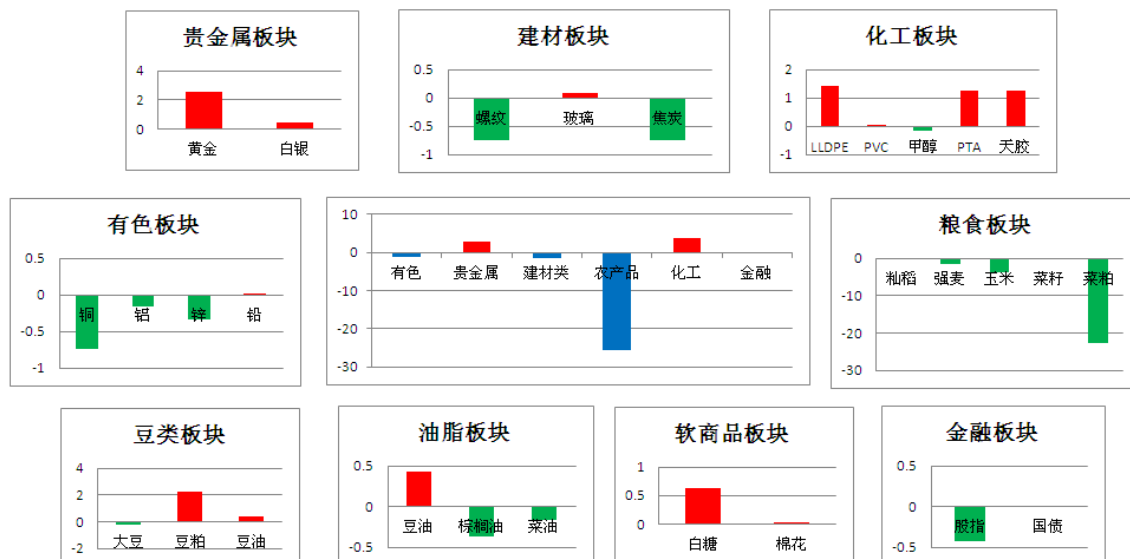 贵金属板块
4
2
0
黄金 白银
建材板块
0.5
0
-0.5
-1
螺纹 玻璃 焦炭
化工板块
2
1
0
-1
LLDPE PVC 甲醇 PTA 天胶
有色板块
0.5
0
-0.5
-1
铜 铝 锌 铅
10
0
-10
-20
-30
有色 贵金属 建材类 农产品 化工 金融
粮食板块
0
-10
-20
-30
籼稻 强麦 玉米 菜籽 菜粕
豆类板块
4
2
0
-2
大豆 豆粕 豆油
油脂板块
0.5
0
-0.5
豆油 棕榈油 菜油
软商品板块
1
0.5
0
白糖 棉花
金融板块
0.5
0
-0.5
股指 国债